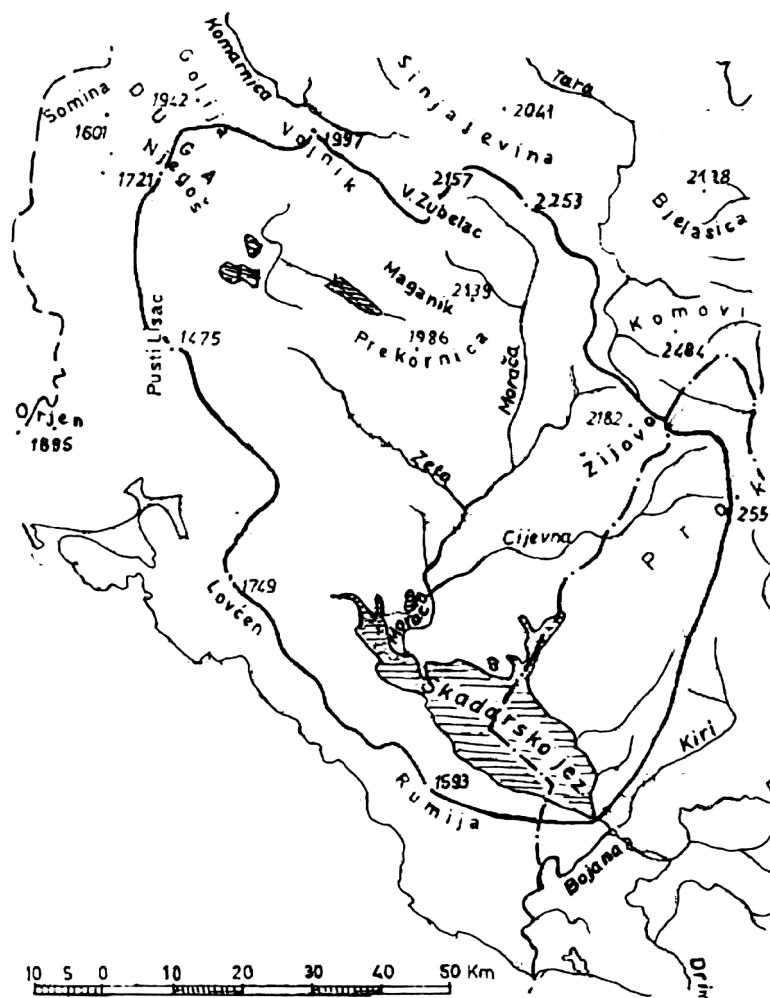 Komarnica
Golija
DUGA
Somina
1942
1601
Njegoš
1721
Vojnik
1997
Sinjajevina
2041
Tara
2157
2253
V. Zubelac
Bjelasica
Maganik
2139
1986
Prekornica
Komovi
2484
Pusti Lisac
1475
Morača
Orjen
1895
2182
Žijovo
Zeta
Cijevna
255
Lovćen
1749
Morača
Skadarsko jez.
Kiri
1593
Rumija
Bojana
10 5 0 10 20 30 40 50 Km